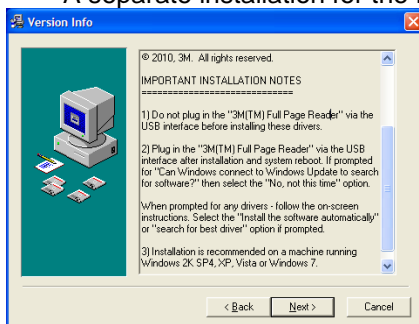 A separate installation for the
Version Info
© 2010, 3M. All rights reserved.
IMPORTANT INSTALLATION NOTES
=============================
1) Do not plug in the "3M(TM) Full Page Reader" via the
USB interface before installing these drivers.
2) Plug in the "3M(TM) Full Page Reader" via the USB
interface after installation and system reboot. If prompted
for "Can Windows connect to Windows Update to search
for software?" then select the "No, not this time" option.
When prompted for any drivers - follow the on-screen
instructions. Select the "Install the software automatically"
or "search for best driver" option if prompted.
3) Installation is recommended on a machine running
Windows 2K SP4, XP, Vista or Windows 7.
< Back
Next >
Cancel